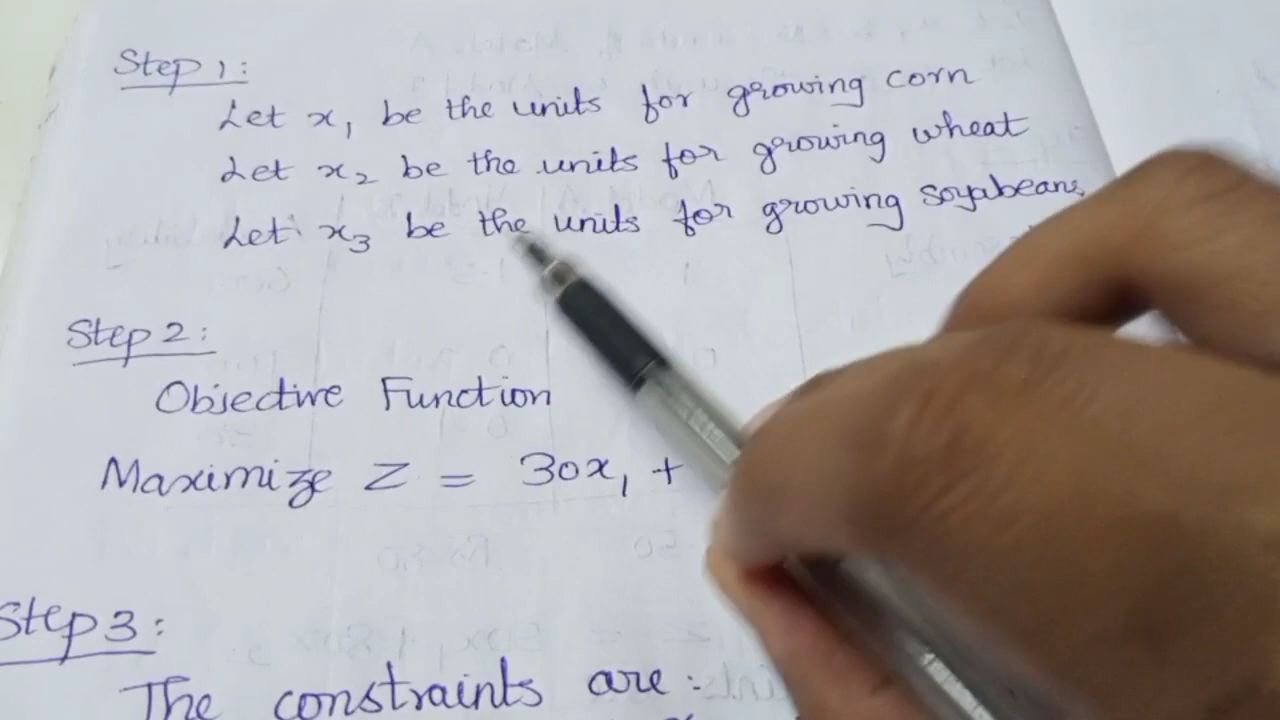 Step 1:
Let x₁ be the units for growing corn
Let x₂ be the units for growing wheat
Let x₃ be the units for growing soyabeans
Step 2:
Objective Function
Maximize Z = 30x₁ +
Step 3:
The constraints are: